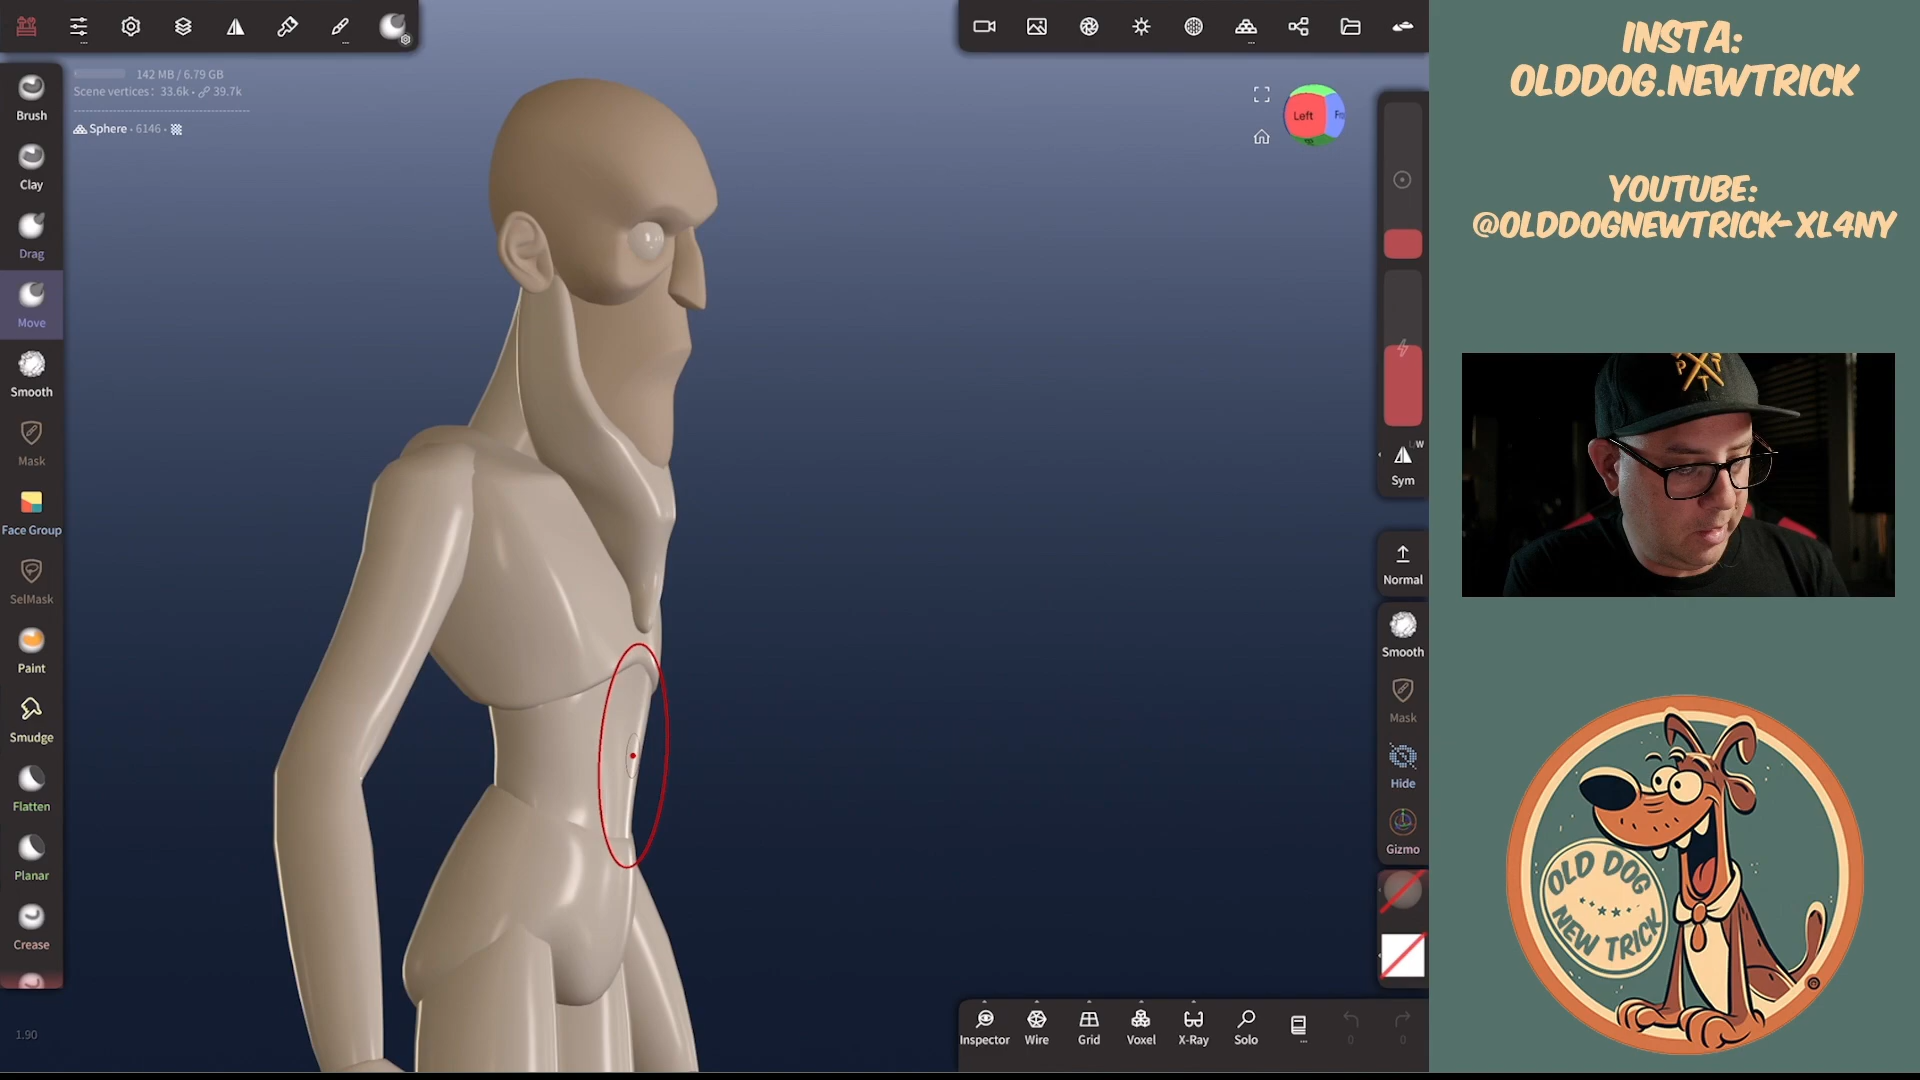 142 MB / 6.79 GB
Scene vertices: 33.6k • 39.7k
Sphere • 6146 •
Brush
Clay
Drag
Move
Smooth
Mask
Face Group
SelMask
Paint
Smudge
Flatten
Planar
Crease
1.90
Left
Sym
Normal
Smooth
Mask
Hide
Gizmo
Inspector
Wire
Grid
Voxel
X-Ray
Solo
0
0
INSTA:
OLDDOG.NEWTRICK
YOUTUBE:
@OLDDOGNEWTRICK-XL4NY
P T T
OLD DOG
NEW TRICK